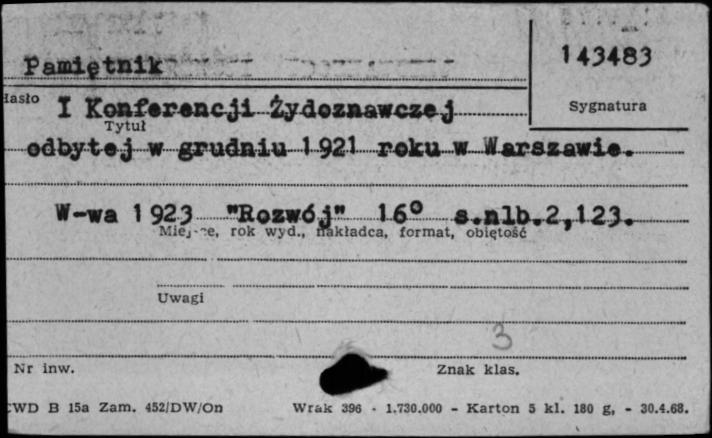 Pamiętnik
143483
Hasło
I Konferencji Żydoznawczej
Sygnatura
Tytuł
odbytej w grudniu 1921 roku w Warszawie.
W-wa 1923 "Rozwój" 16° s.nlb.2,123.
Miejsce, rok wyd., nakładca, format, objętość
Uwagi
3
Nr inw.
Znak klas.
CWD B 15a Zam. 452/DW/On
Wrak 396 - 1.730.000 - Karton 5 kl. 180 g, - 30.4.68.